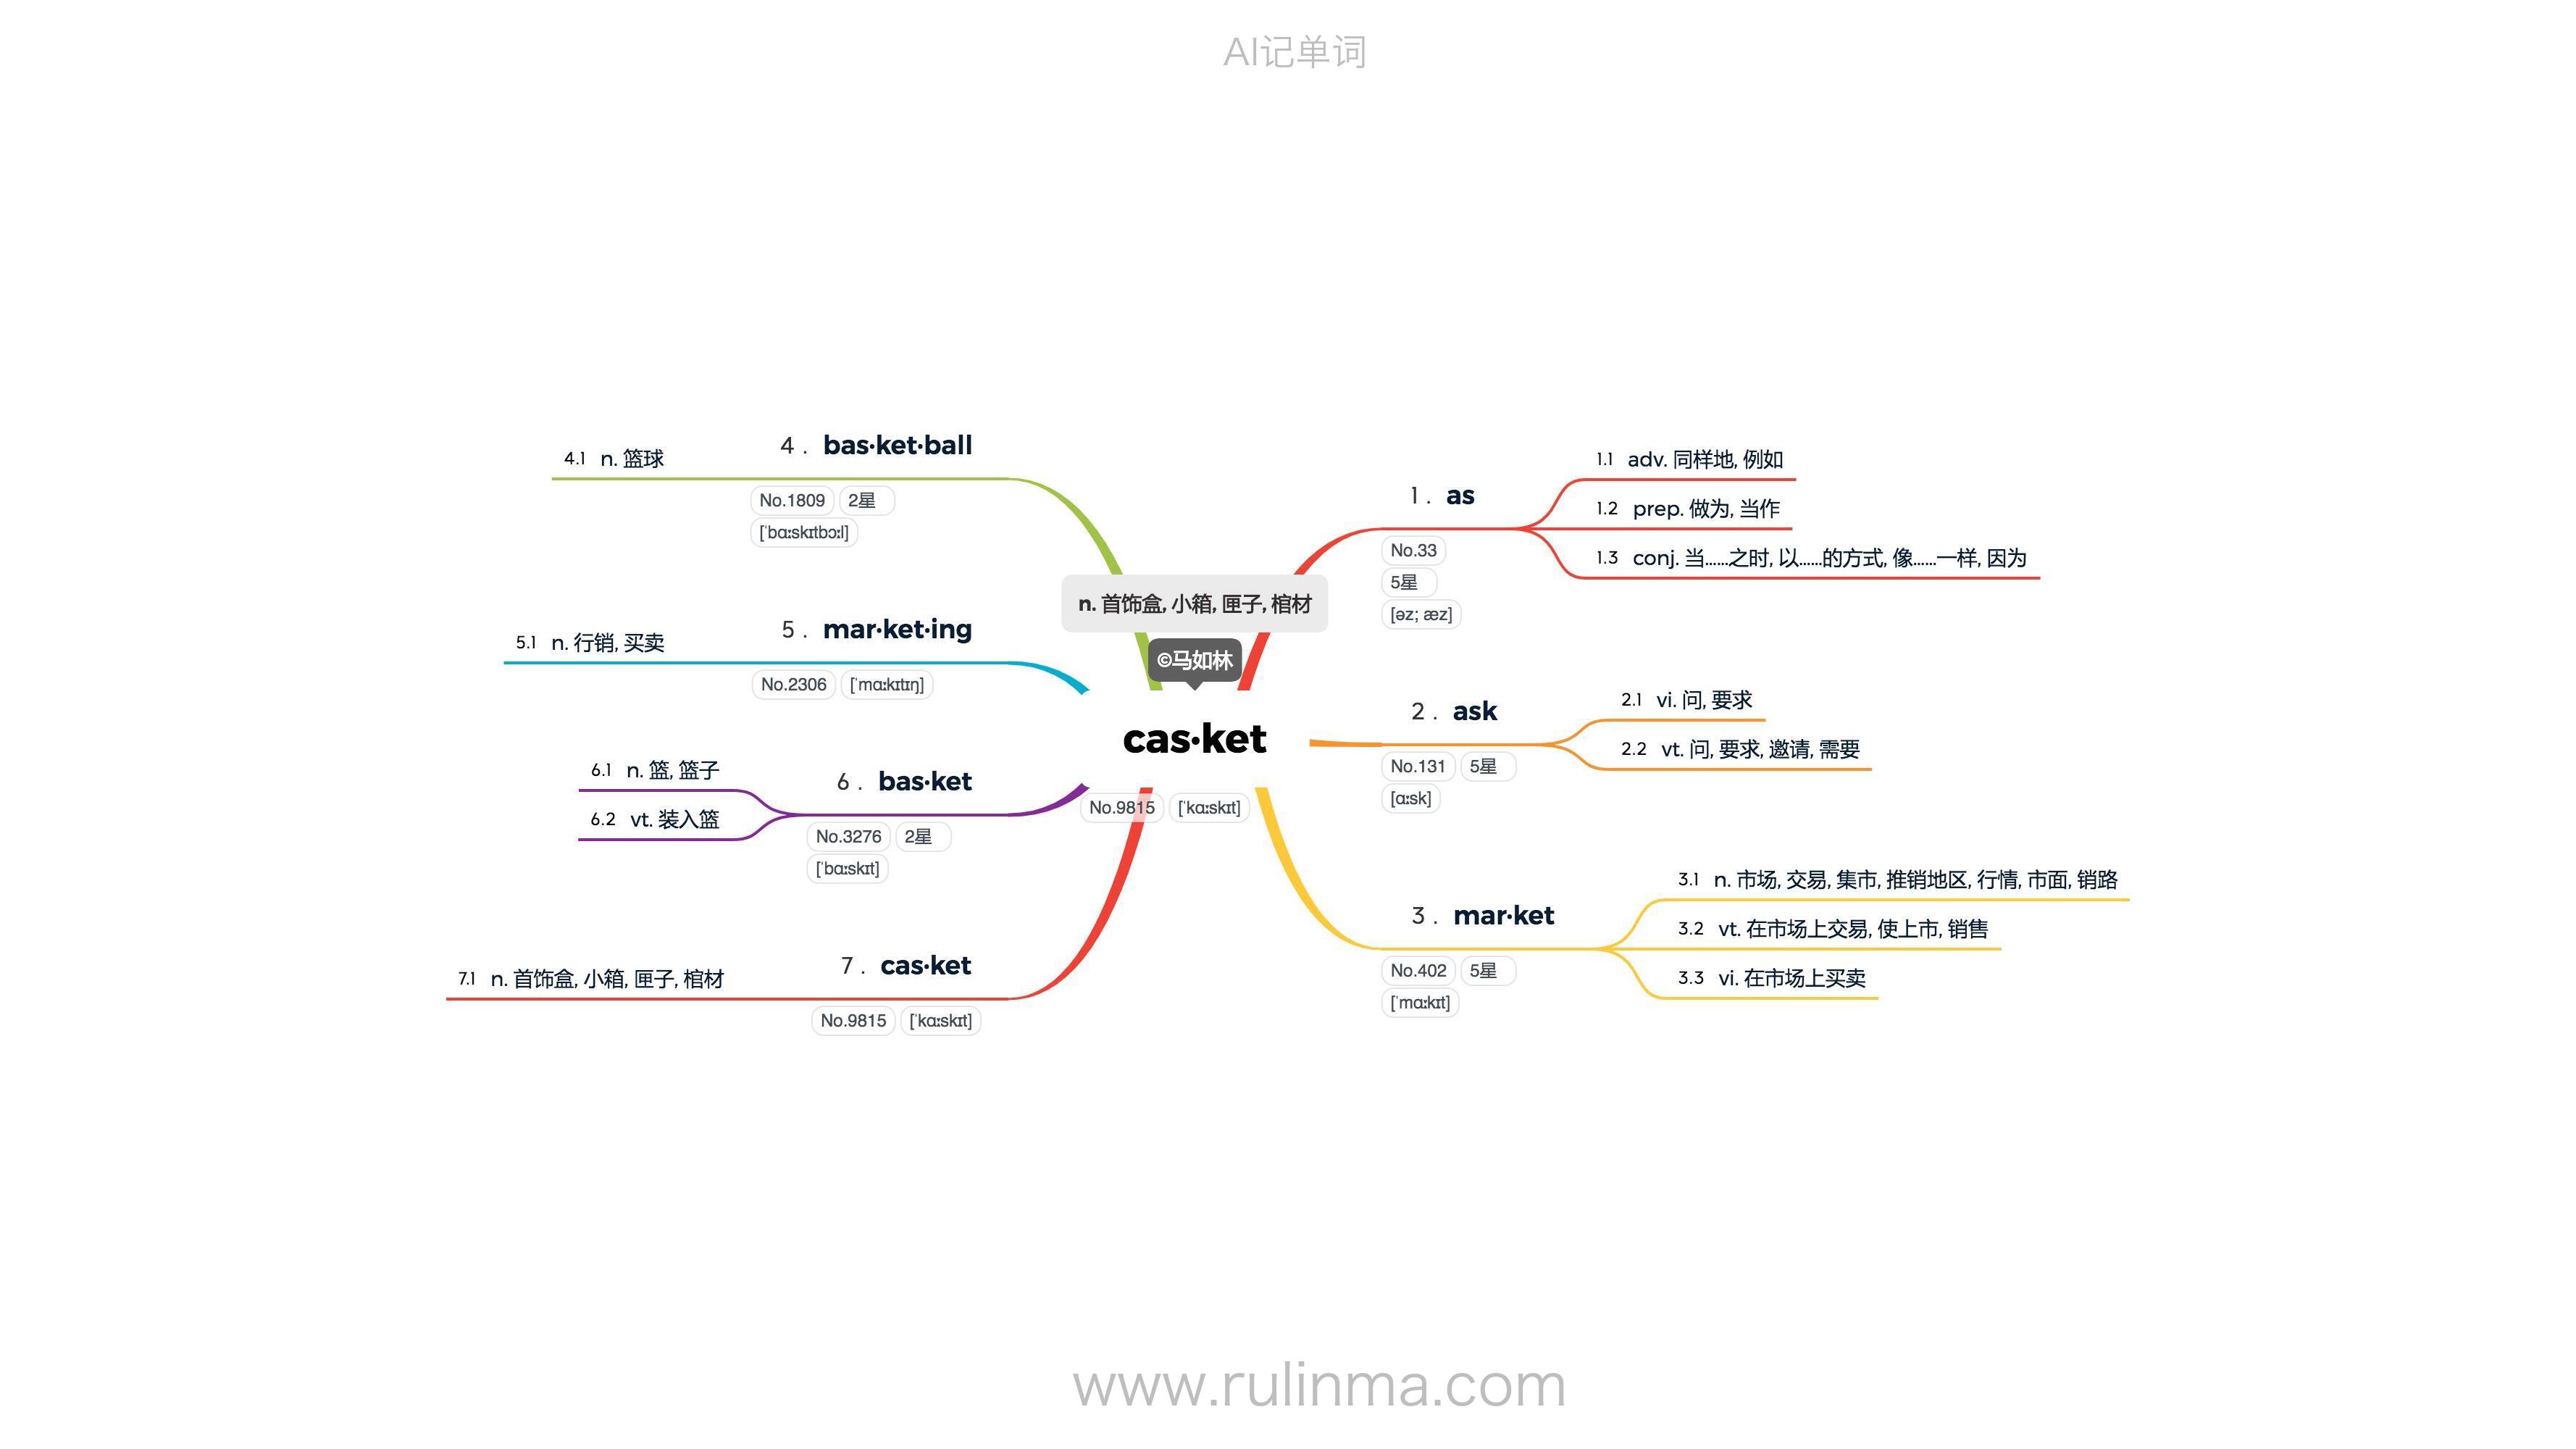 AI记单词
n. 首饰盒, 小箱, 匣子, 棺材
©马如林
cas·ket
No.9815 [ˈkɑːskɪt]
1. as
No.33
5星
[əz; æz]
1.1 adv. 同样地, 例如
1.2 prep. 做为, 当作
1.3 conj. 当……之时, 以……的方式, 像……一样, 因为
2. ask
No.131 5星
[ɑːsk]
2.1 vi. 问, 要求
2.2 vt. 问, 要求, 邀请, 需要
3. mar·ket
No.402 5星
[ˈmɑːkɪt]
3.1 n. 市场, 交易, 集市, 推销地区, 行情, 市面, 销路
3.2 vt. 在市场上交易, 使上市, 销售
3.3 vi. 在市场上买卖
4. bas·ket·ball
No.1809 2星
[ˈbɑːskɪtbɔːl]
4.1 n. 篮球
5. mar·ket·ing
No.2306 [ˈmɑːkɪtɪŋ]
5.1 n. 行销, 买卖
6. bas·ket
No.3276 2星
[ˈbɑːskɪt]
6.1 n. 篮, 篮子
6.2 vt. 装入篮
7. cas·ket
No.9815 [ˈkɑːskɪt]
7.1 n. 首饰盒, 小箱, 匣子, 棺材
www.rulinma.com